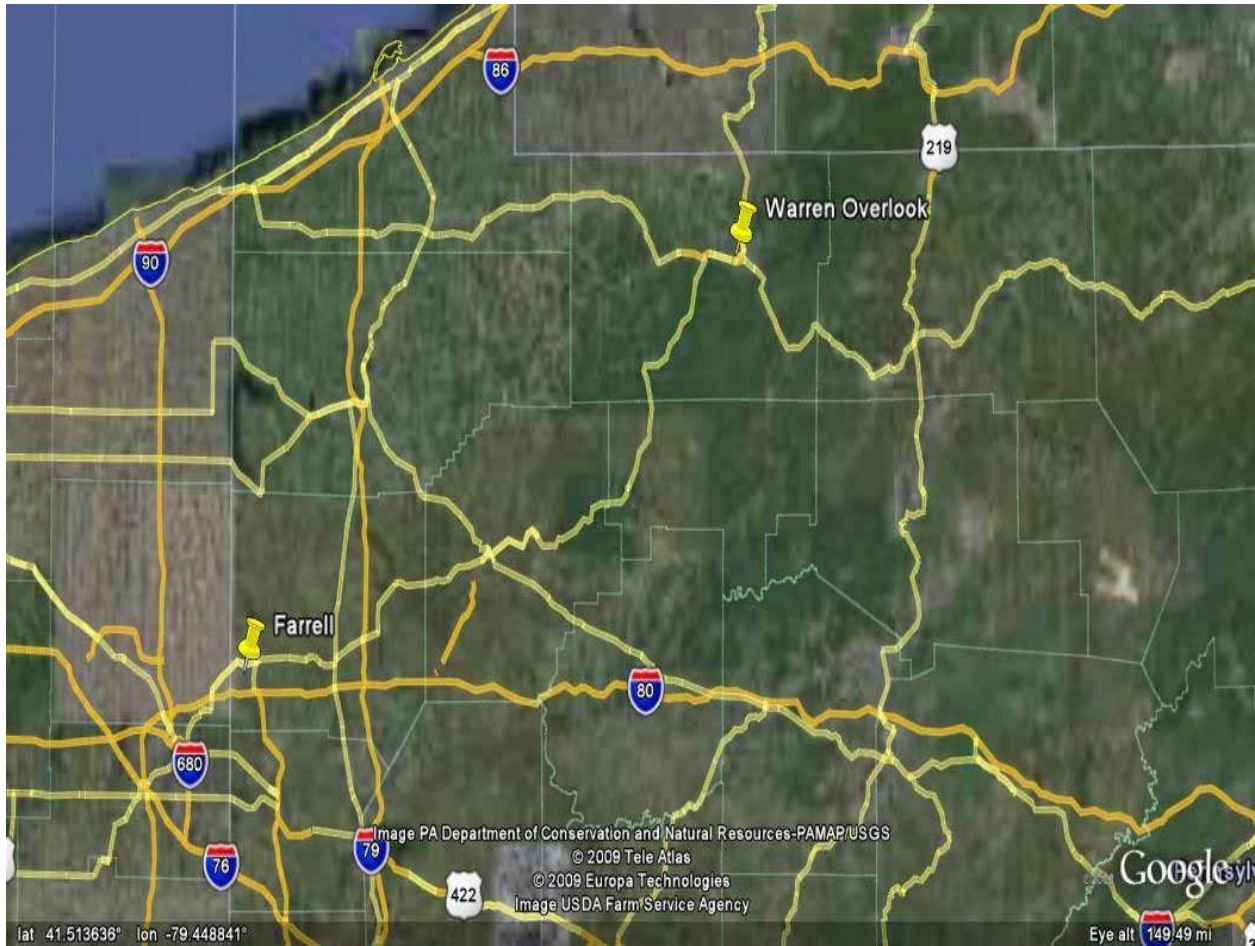 86
219
Warren Overlook
90
Farrell
80
680
79
Image PA Department of Conservation and Natural Resources-PAMAP/USGS
© 2009 Tele Atlas
76
© 2009 Europa Technologies
422
Image USDA Farm Service Agency
Google
lat 41.513636° lon -79.448841°
Eye alt 149.49 mi